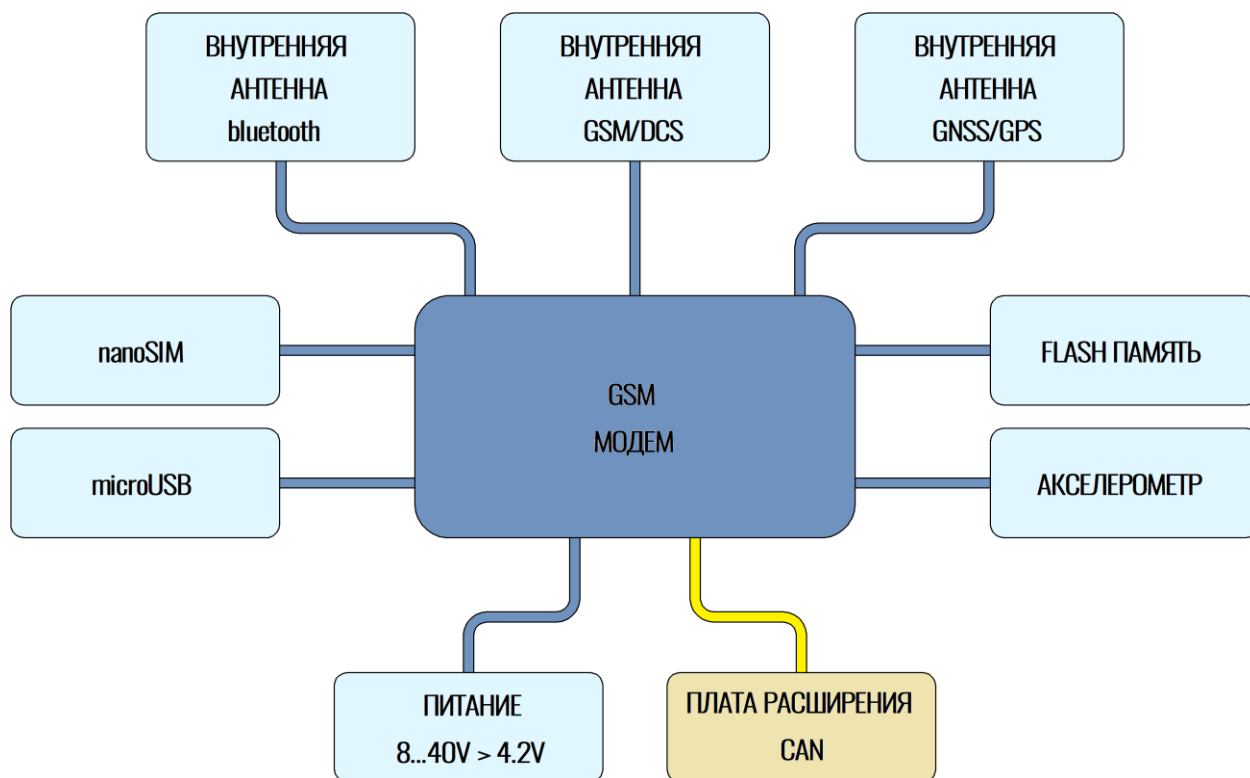 ВНУТРЕННЯЯ
АНТЕННА
bluetooth
ВНУТРЕННЯЯ
АНТЕННА
GSM/DCS
ВНУТРЕННЯЯ
АНТЕННА
GNSS/GPS
nanoSIM
FLASH ПАМЯТЬ
GSM
МОДЕМ
microUSB
АКСЕЛЕРОМЕТР
ПИТАНИЕ
8...40V > 4.2V
ПЛАТА РАСШИРЕНИЯ
CAN